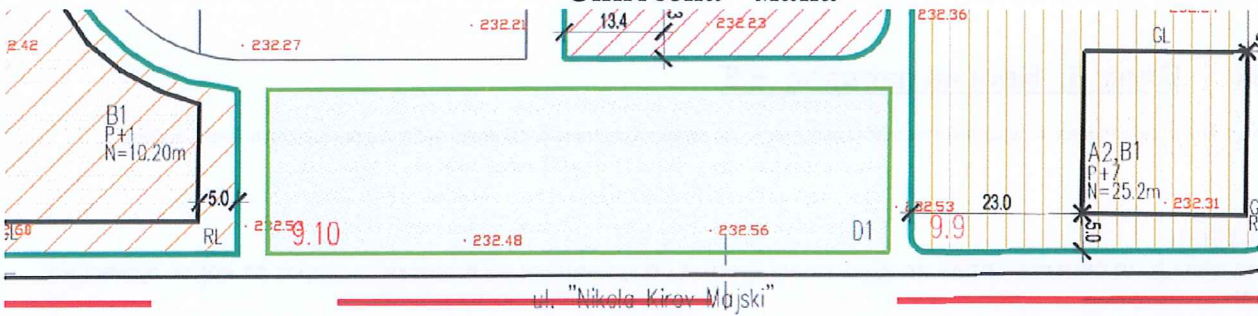 13.4
3
232.36
2.42
232.27
232.21
232.23
GL
B1
P+1
N=10.20m
A2,B1
P+7
N=25.2m
5.0
232.53
23.0
232.31
9.10
232.48
232.56
D1
9.9
5.0
RL
ul. "Nikola Kirov Majski"